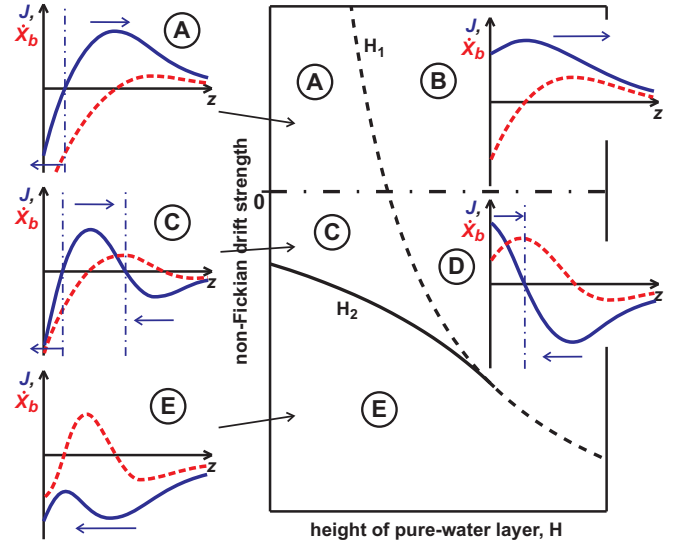 J,
Ẋb
A
z
J,
Ẋb
C
z
J,
Ẋb
E
z
non-Fickian drift strength
0
H1
A
B
J,
Ẋb
z
C
D
J,
Ẋb
z
H2
E
height of pure-water layer, H